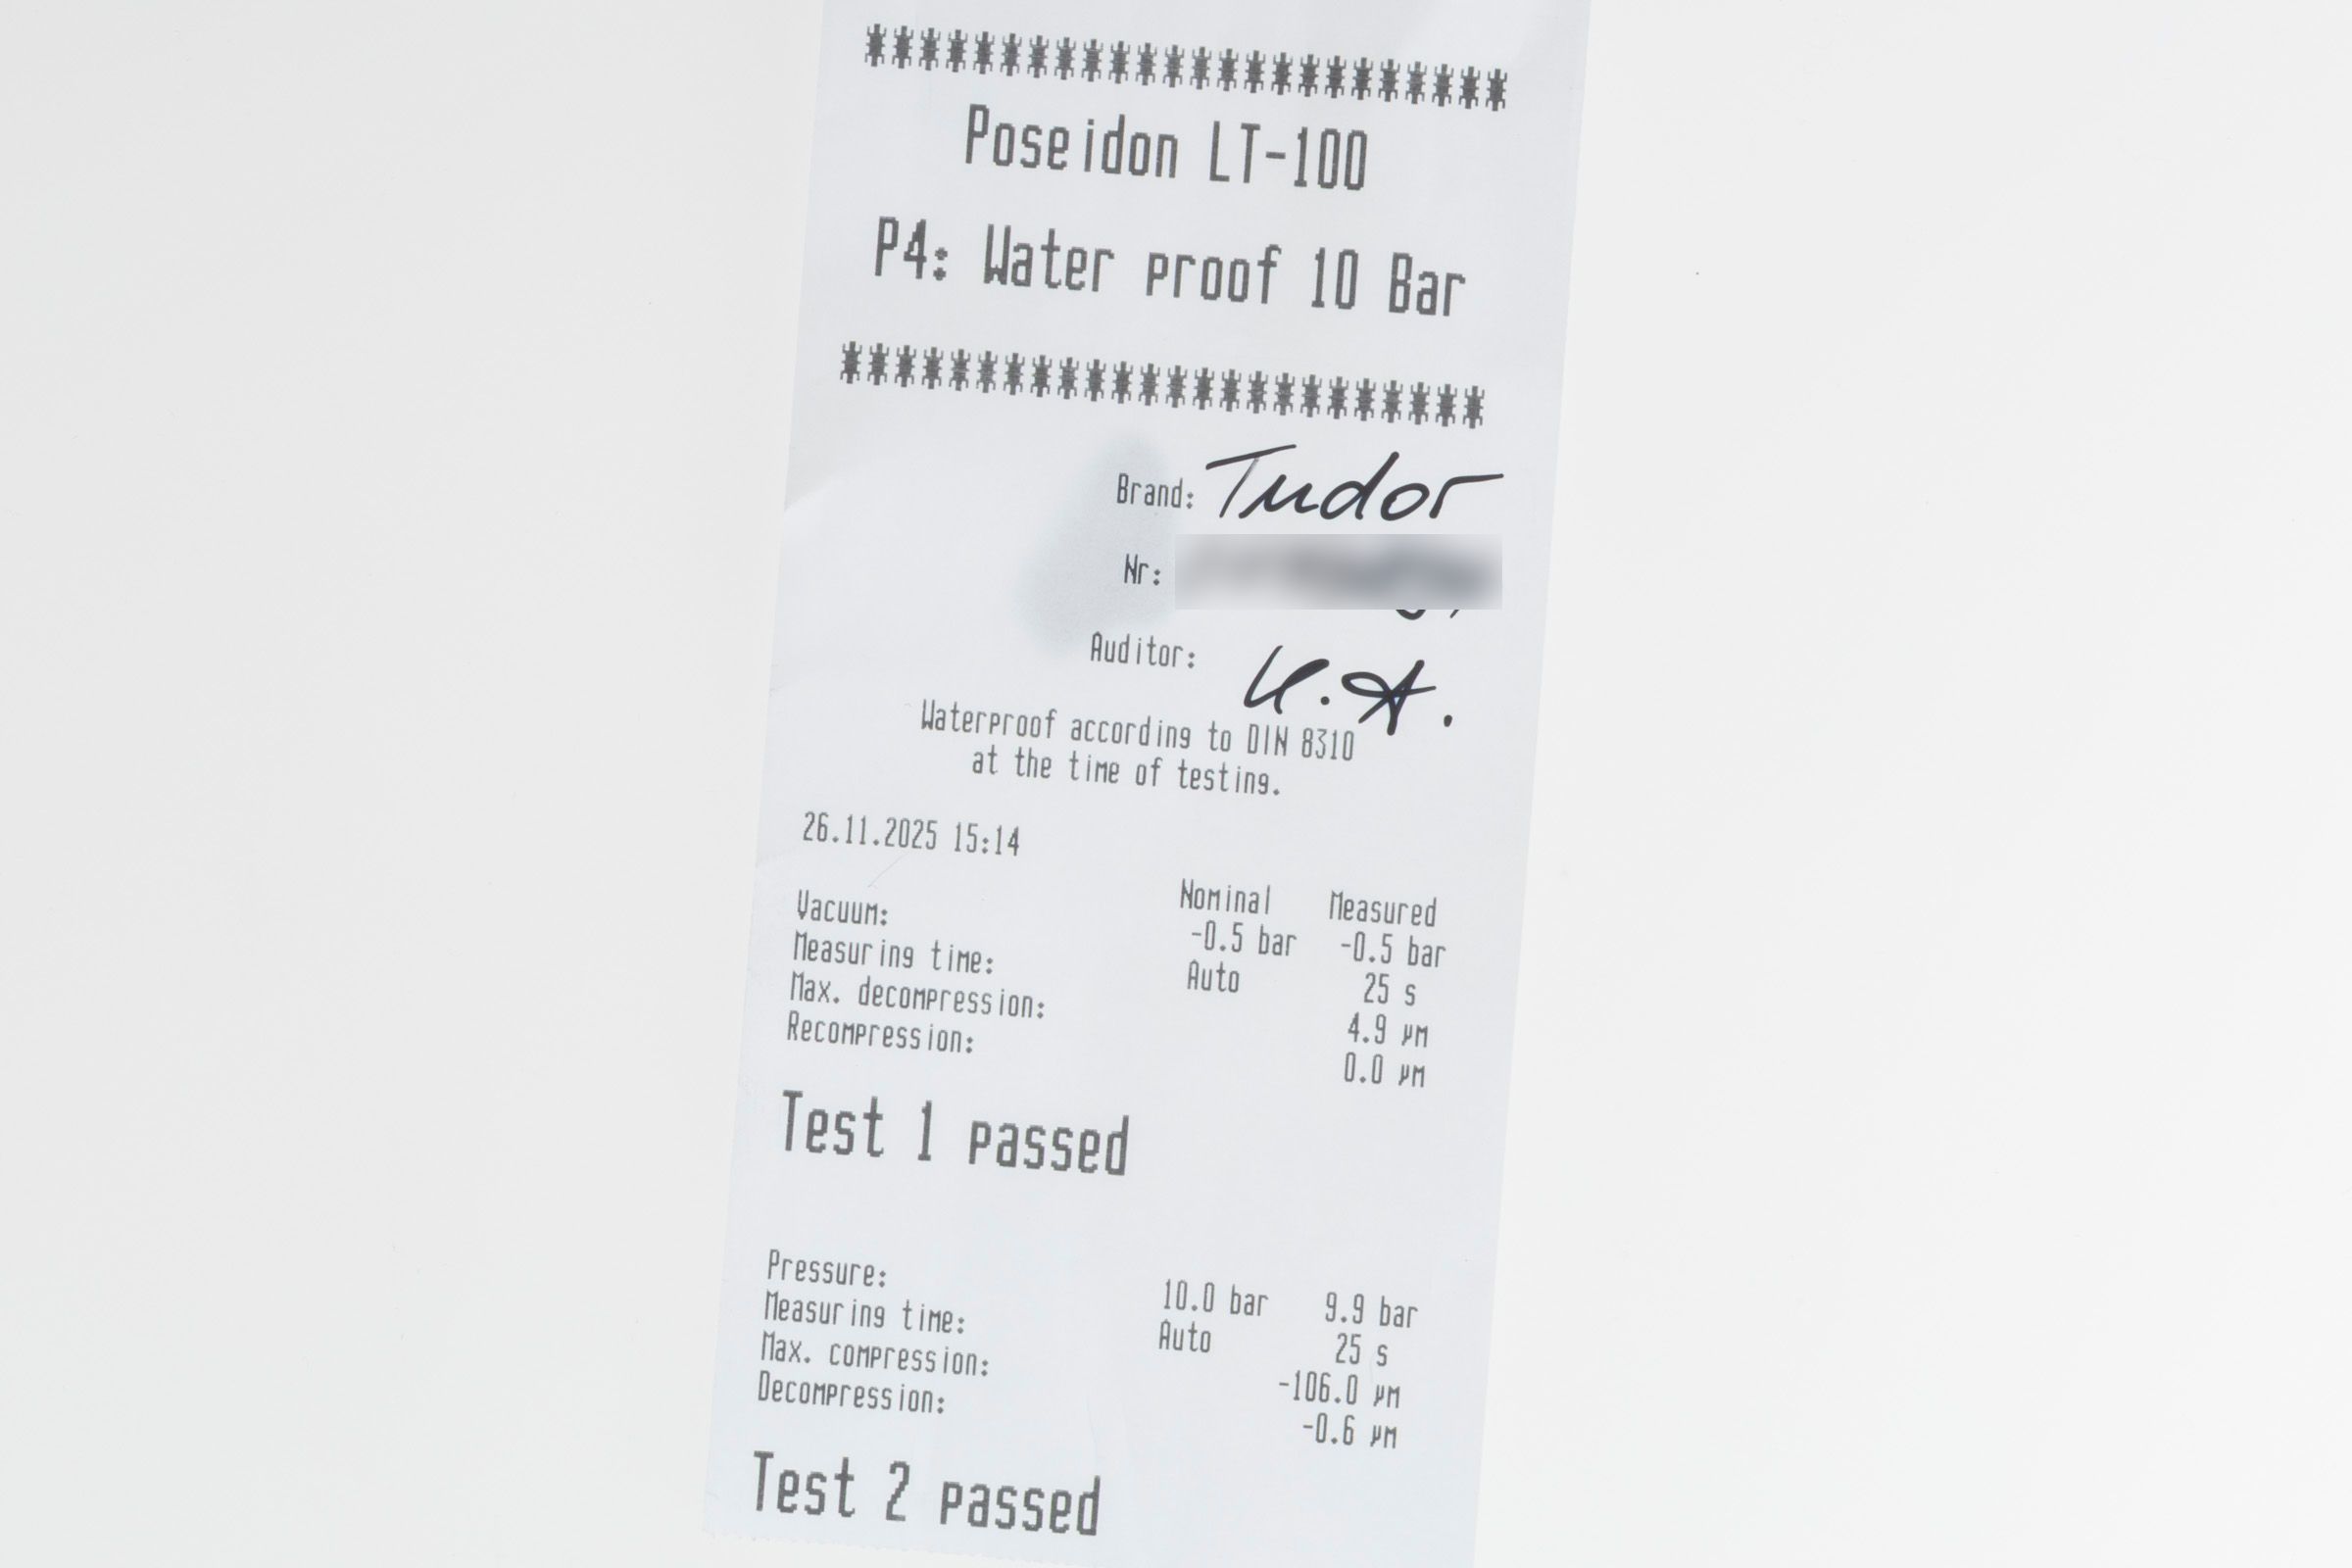 ************************
Poseidon LT-100
P4: Water proof 10 Bar
************************
Brand: Tudor
Nr:
Auditor: U.A.
Waterproof according to DIN 8310
at the time of testing.
26.11.2025 15:14
Nominal Measured
Vacuum: -0.5 bar -0.5 bar
Measuring time: Auto 25 s
Max. decompression: 4.9 µm
Recompression: 0.0 µm
Test 1 passed
Pressure: 10.0 bar 9.9 bar
Measuring time: Auto 25 s
Max. compression: -106.0 µm
Decompression: -0.6 µm
Test 2 passed